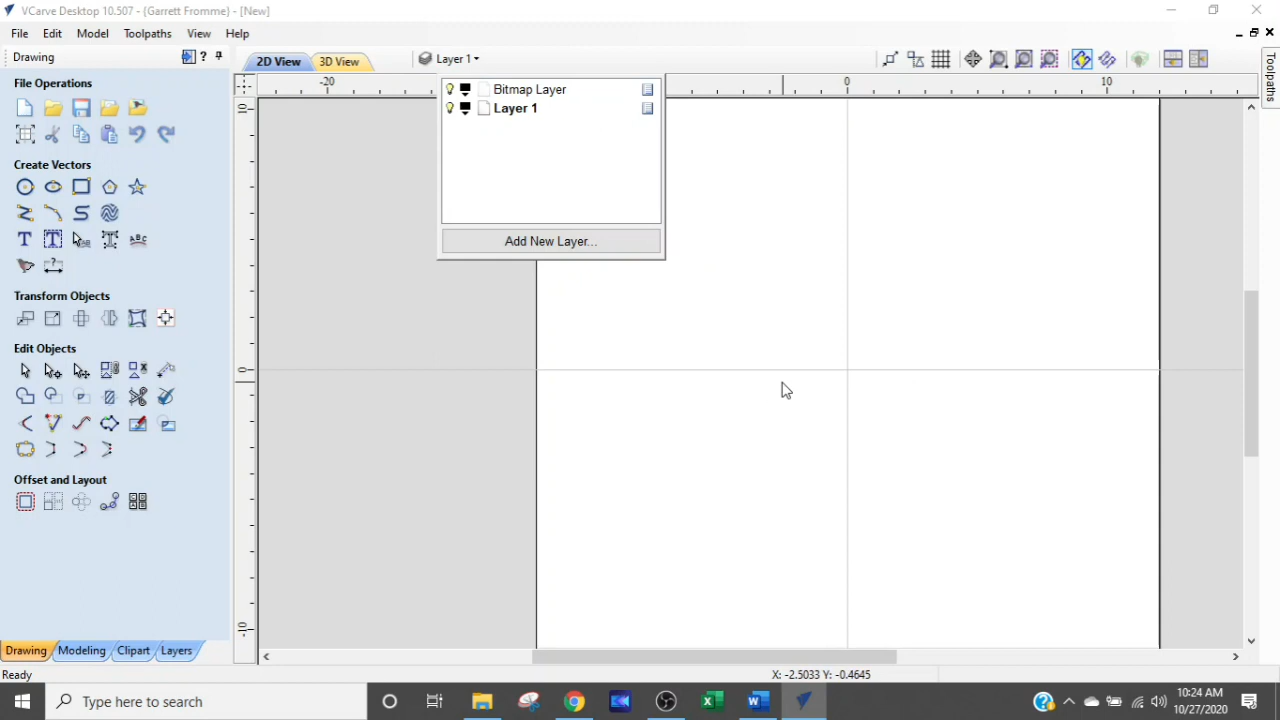 VCarve Desktop 10.507 - {Garrett Fromme} - [New]
File Edit Model Toolpaths View Help
Drawing
2D View 3D View Layer 1
Toolpaths
-20 0 10
File Operations
Bitmap Layer
Layer 1
10
Create Vectors
Add New Layer...
Transform Objects
Edit Objects
0
Offset and Layout
-10
Drawing Modeling Clipart Layers
Ready X: -2.5033 Y: -0.4645
Type here to search
10:24 AM
10/27/2020